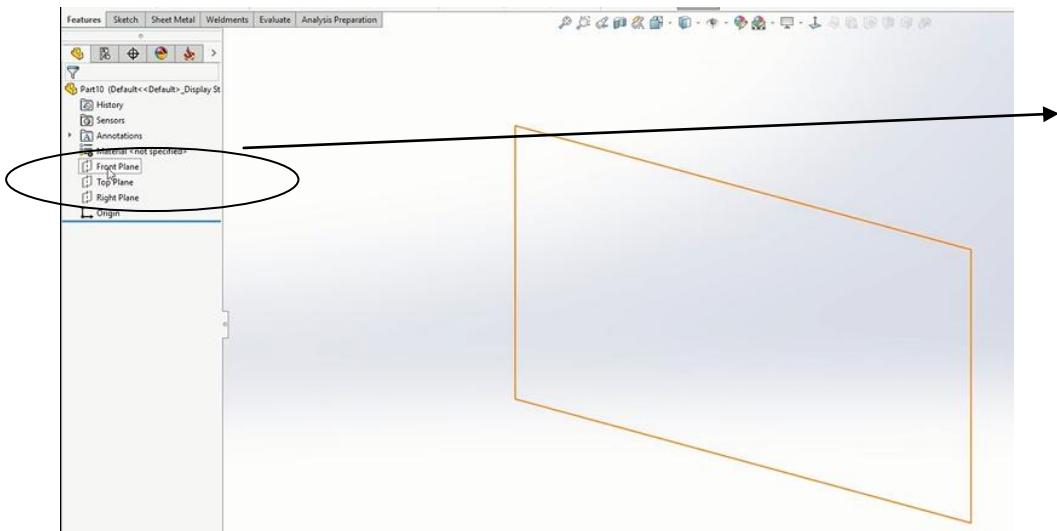 Features Sketch Sheet Metal Weldments Evaluate Analysis Preparation
Part10 (Default<<Default>_Display St
History
Sensors
Annotations
Material <not specified>
Front Plane
Top Plane
Right Plane
Origin